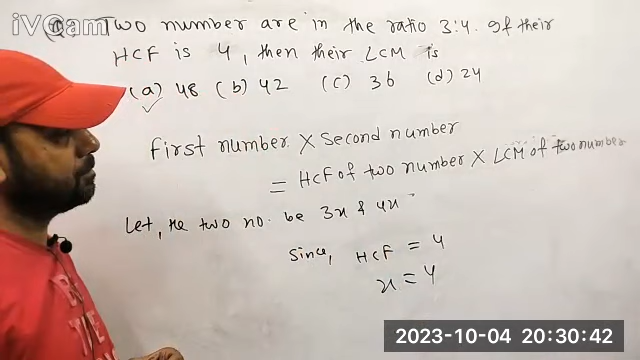 iVCam
Two number are in the ratio 3:4. If their
HCF is 4, then their LCM is
(a) 48 (b) 42 (c) 36 (d) 24
First number × Second number
= HCF of two number × LCM of two number
Let, the two no. be 3x & 4x
Since, HCF = 4
x = 4
2023-10-04 20:30:42